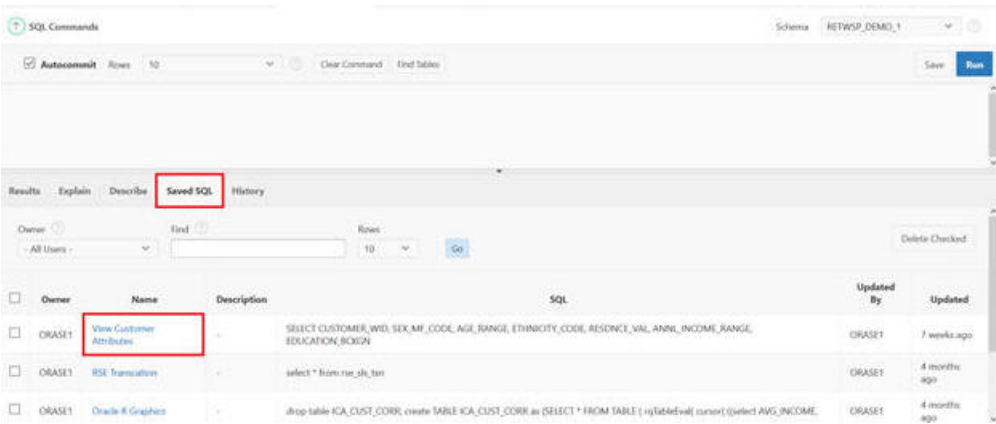 SQL Commands
Schema RETWSP_DEMO_1
Autocommit Rows 10 Clear Command Find Tables Save Run
Results Explain Describe Saved SQL History
Owner Find Rows
- All Users - 10 Go Delete Checked
Owner Name Description SQL Updated By Updated
ORASE1 View Customer Attributes - SELECT CUSTOMER_WID, SEX_MF_CODE, AGE_RANGE, ETHNICITY_CODE, RESDNCE_VAL, ANNL_INCOME_RANGE, ORASE1 7 weeks ago
ORASE1 RSE - select * from ORASE1 4 months ago
ORASE1 Oracle R Graphics - drop table ICA_CUST_CORR; create TABLE ICA_CUST_CORR as (SELECT * FROM TABLE ( rqTableEval( cursor( ((select AVG_INCOME, ORASE1 4 months ago